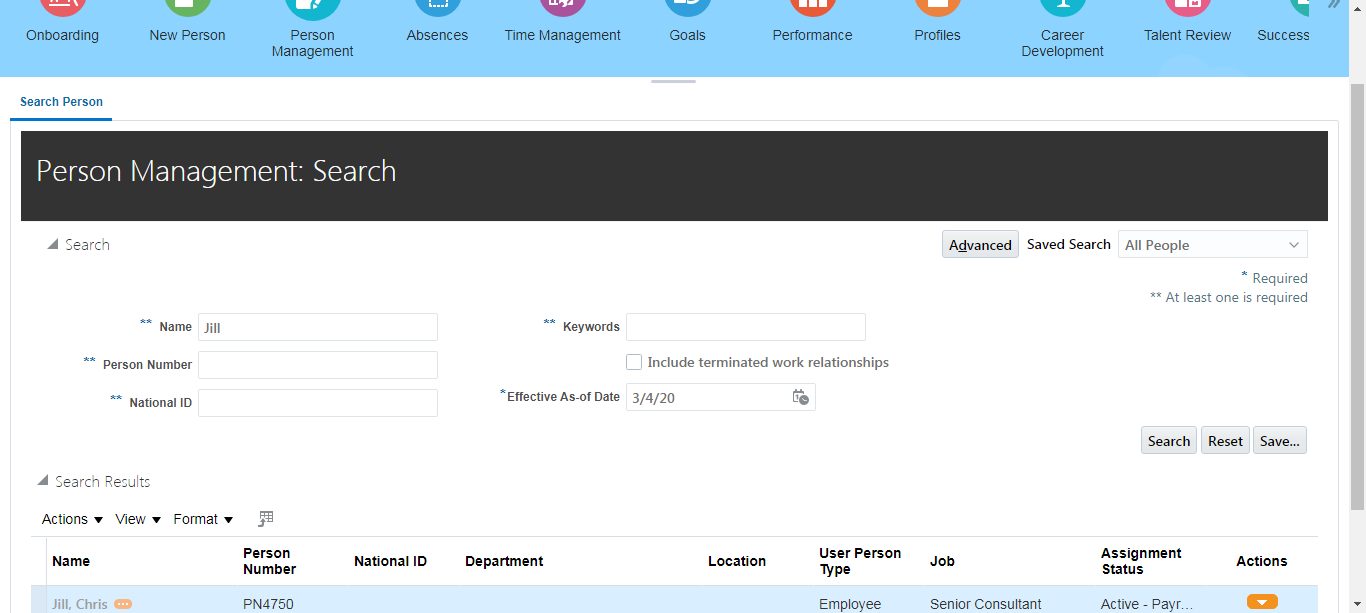 Onboarding New Person Person Management Absences Time Management Goals Performance Profiles Career Development Talent Review Success
Search Person
Person Management: Search
Search Advanced Saved Search All People
* Required
** At least one is required
** Name Jill ** Keywords
** Person Number Include terminated work relationships
** National ID *Effective As-of Date 3/4/20
Search Reset Save...
Search Results
Actions View Format
Name Person Number National ID Department Location User Person Type Job Assignment Status Actions
Jill, Chris PN4750 Employee Senior Consultant Active - Payr...